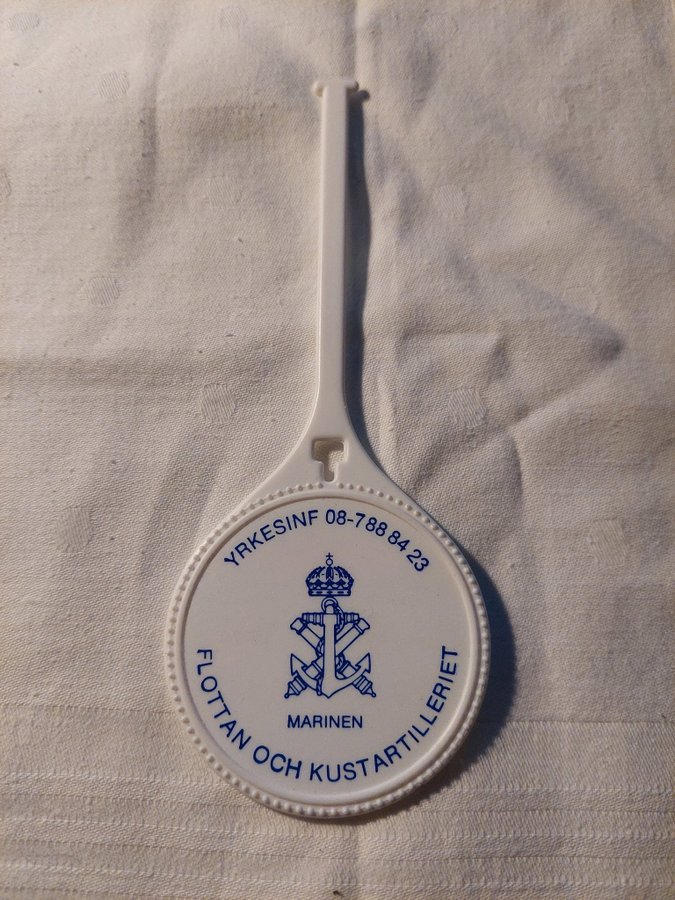 YRKESINF 08-788 84 23
MARINEN
FLOTTAN OCH KUSTARTILLERIET